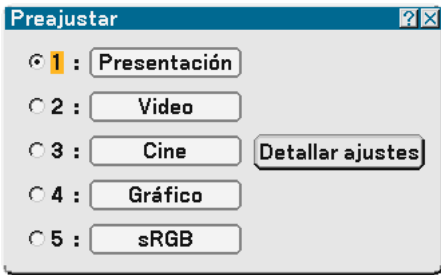 Preajustar ? X
1 : Presentación
2 : Video
3 : Cine Detallar ajustes
4 : Gráfico
5 : sRGB